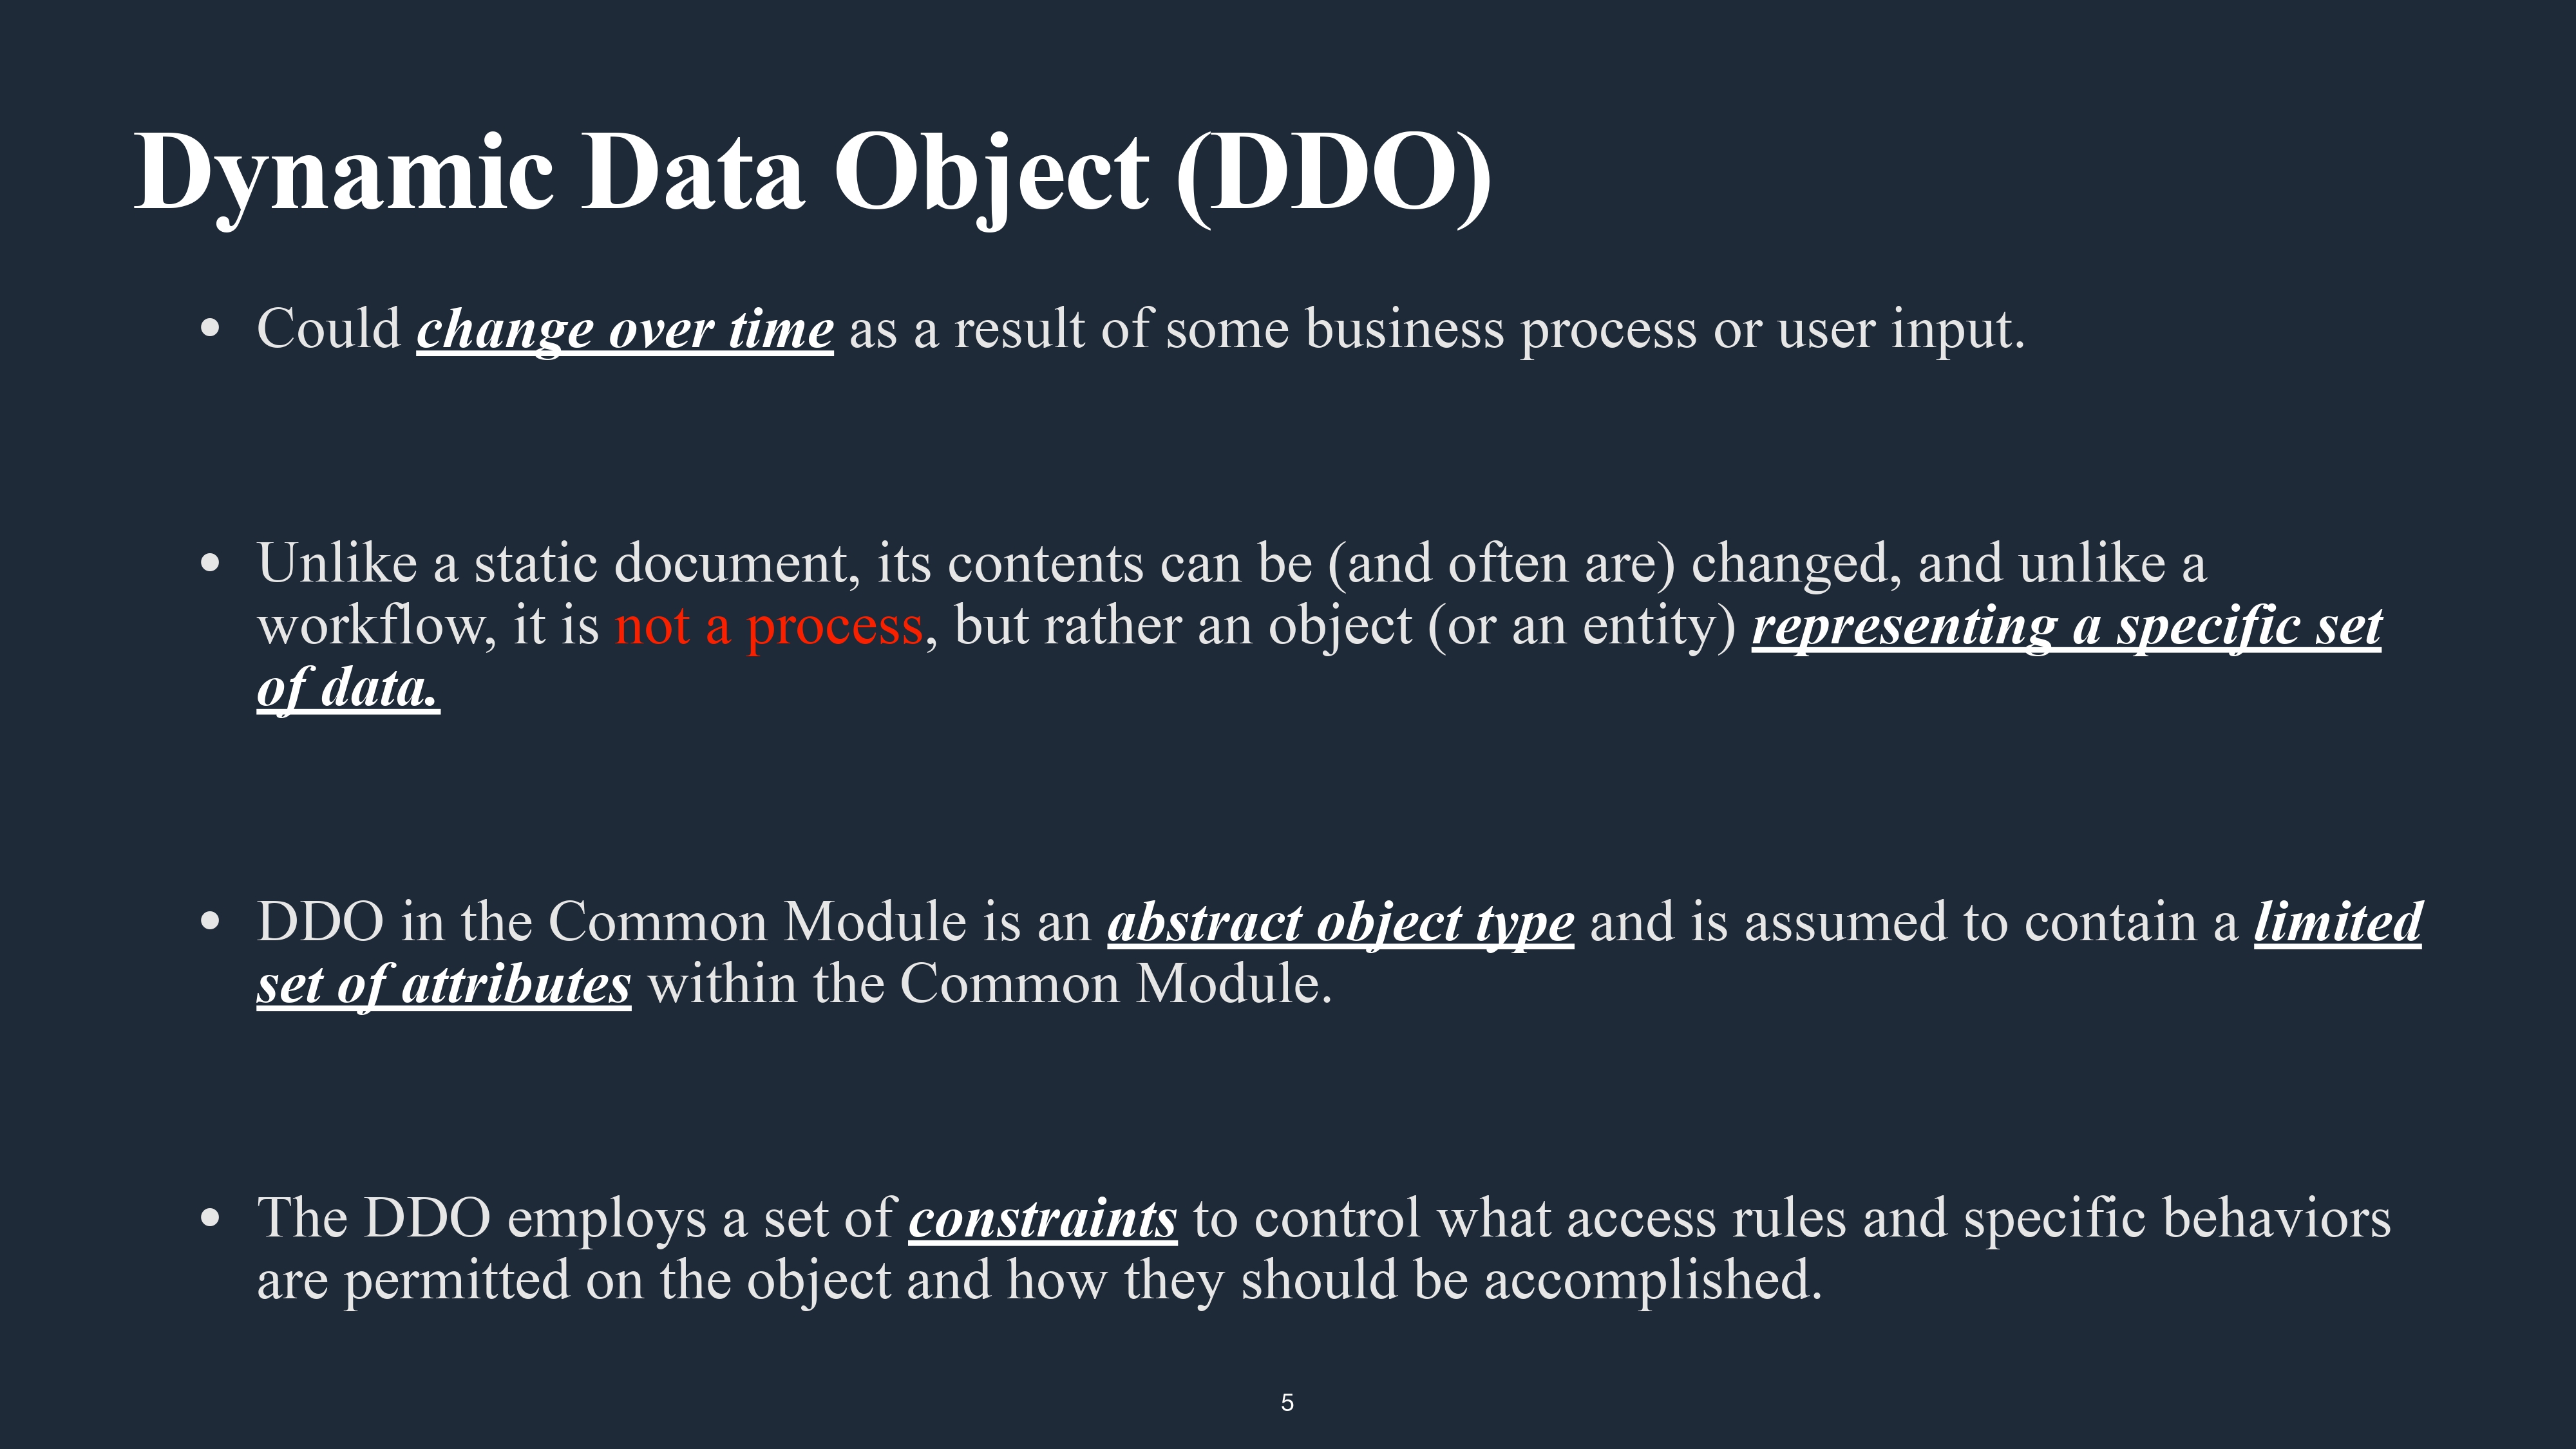 Dynamic Data Object (DDO)
• Could change over time as a result of some business process or user input.
• Unlike a static document, its contents can be (and often are) changed, and unlike a
workflow, it is not a process, but rather an object (or an entity) representing a specific set
of data.
• DDO in the Common Module is an abstract object type and is assumed to contain a limited
set of attributes within the Common Module.
• The DDO employs a set of constraints to control what access rules and specific behaviors
are permitted on the object and how they should be accomplished.
5